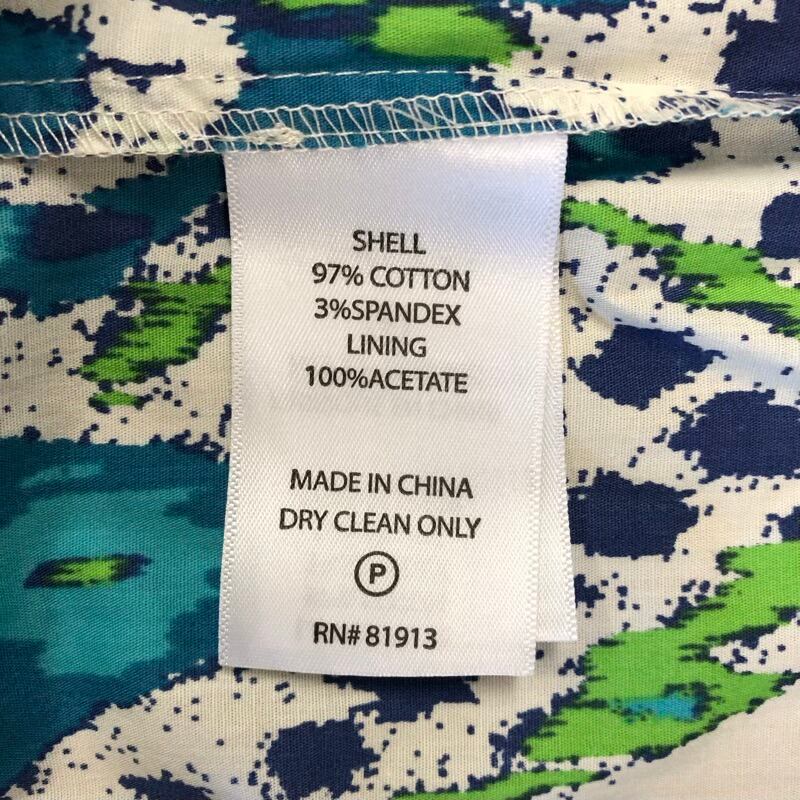 SHELL
97% COTTON
3%SPANDEX
LINING
100%ACETATE
MADE IN CHINA
DRY CLEAN ONLY
P
RN# 81913